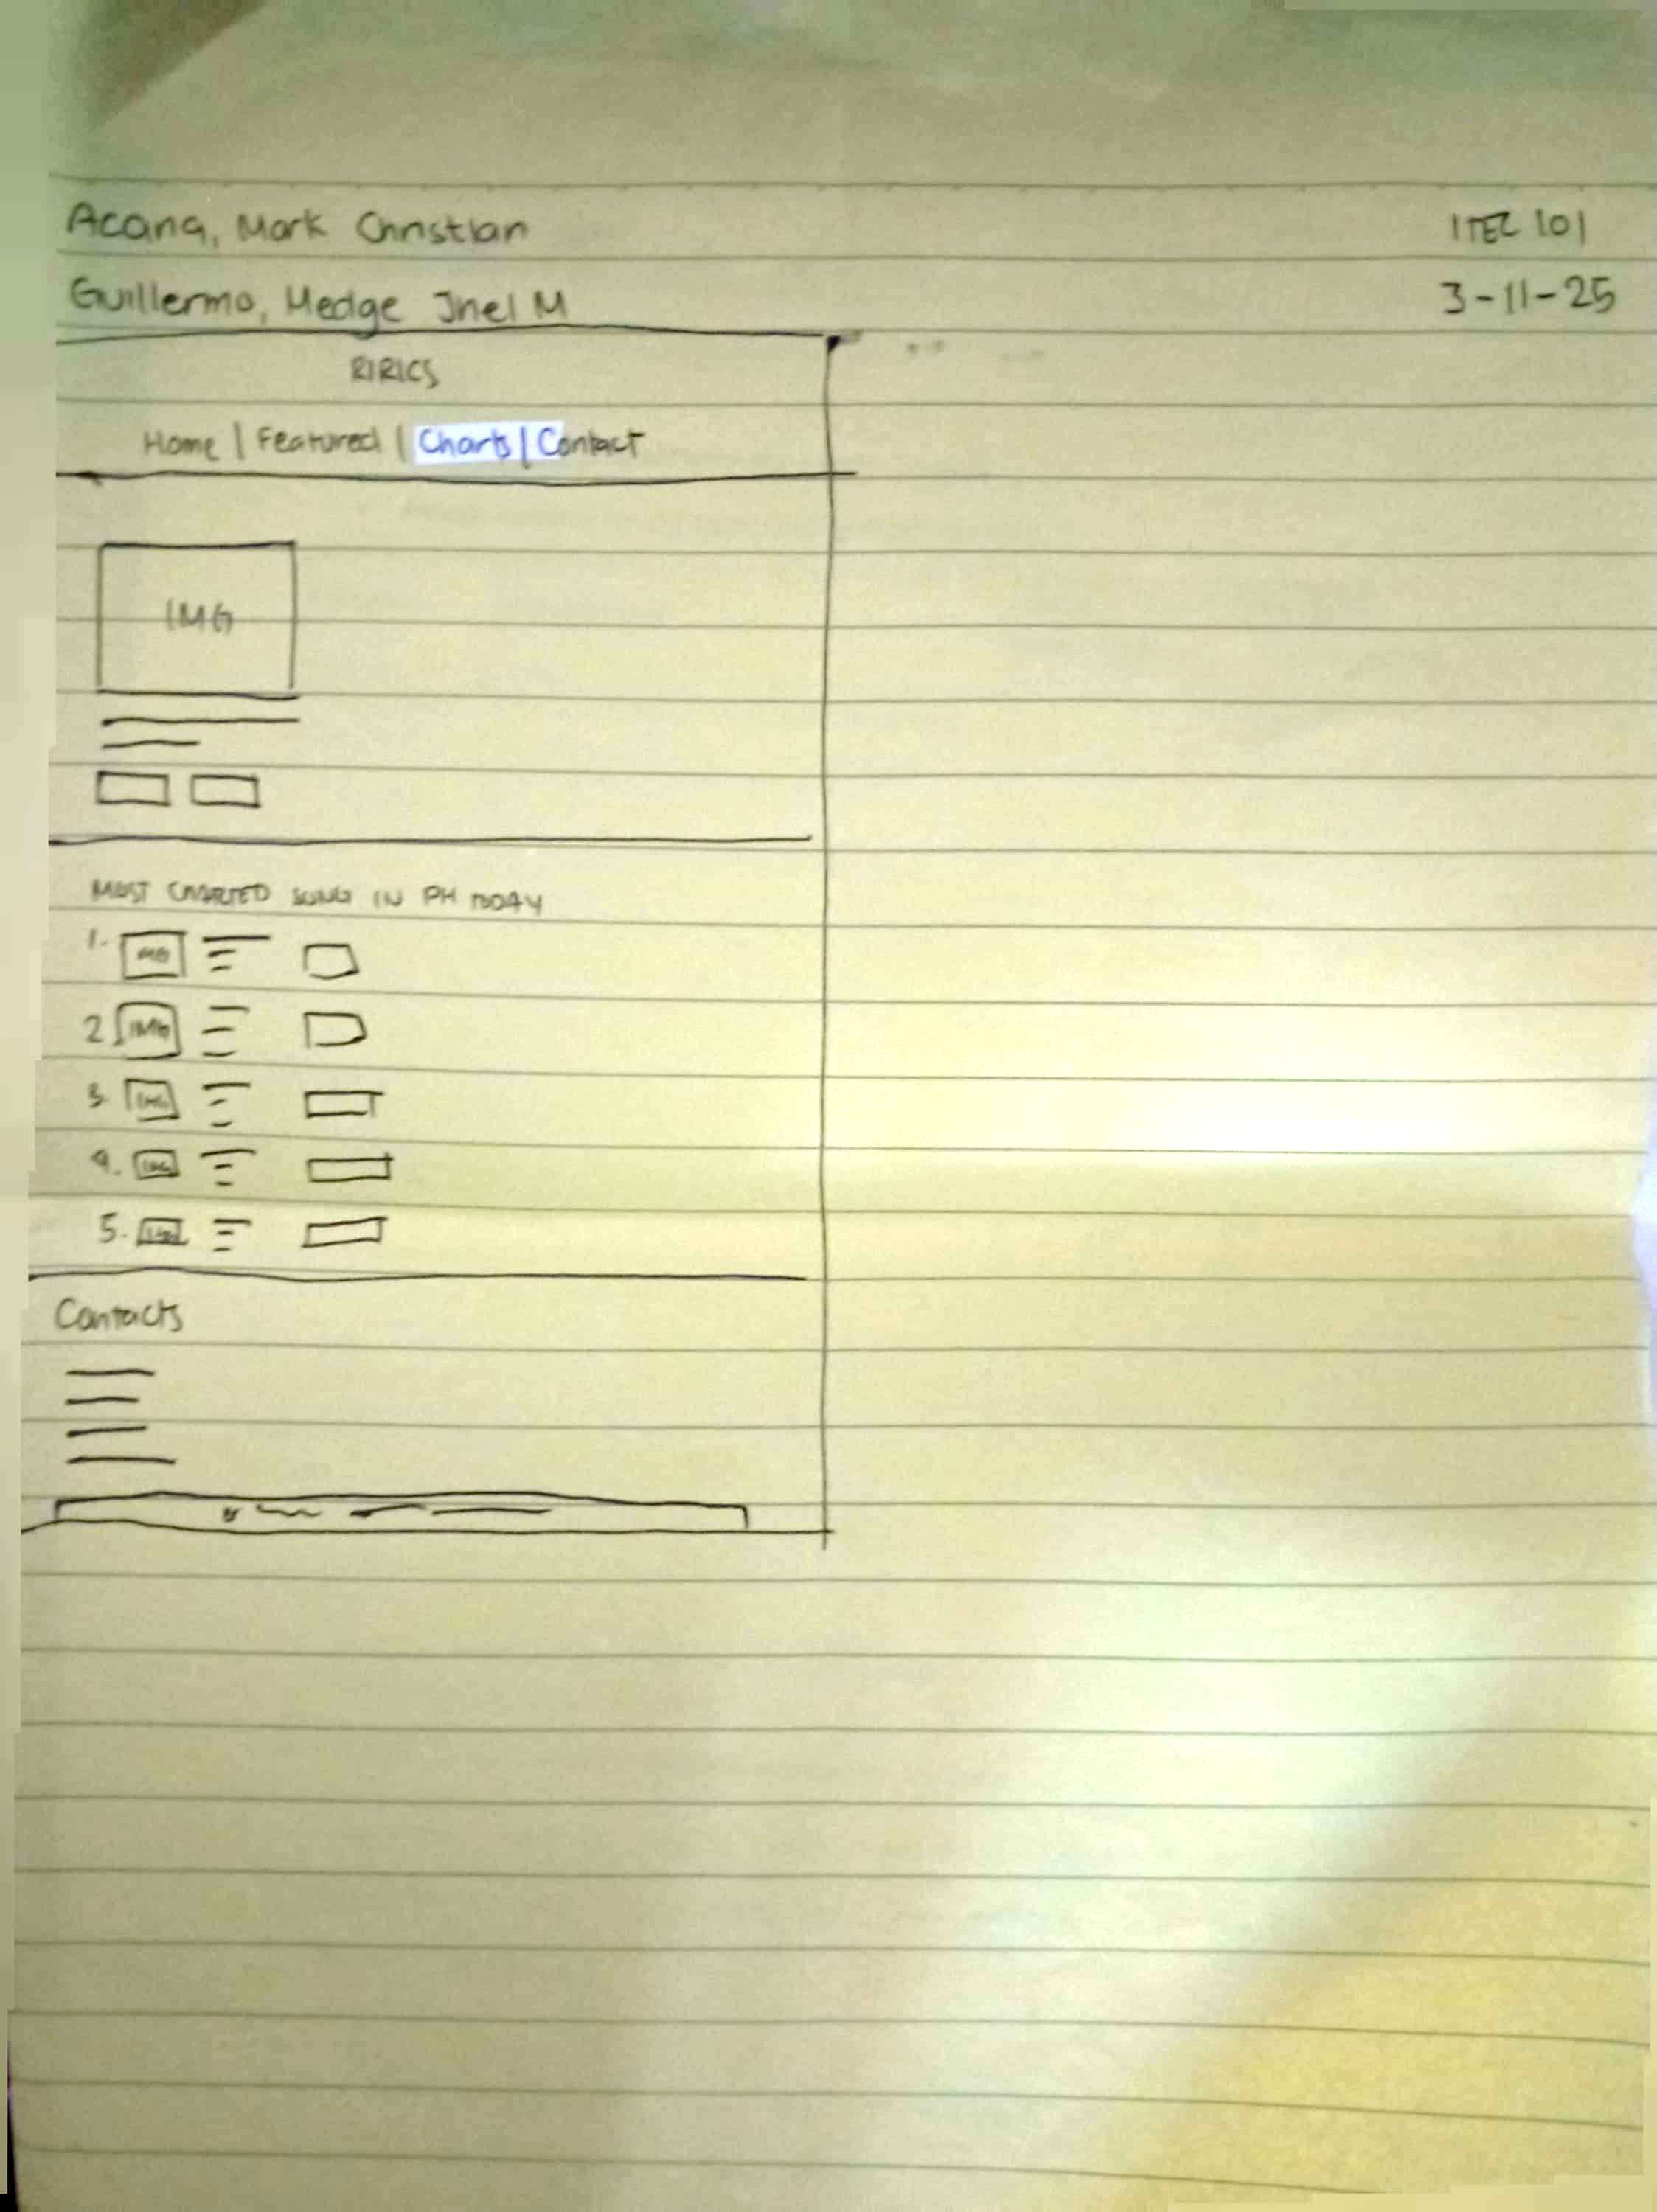 Acana, Mark Christian
ITEC 101
Guillermo, Medge Jnel M
3-11-25
RIRICS
Home | Featured | Charts | Contact
IMG
MOST CHARTED SONG IN PH TODAY
1. IMG
2 IMG
3. IMG
4. IMG
5. IMG
Contacts